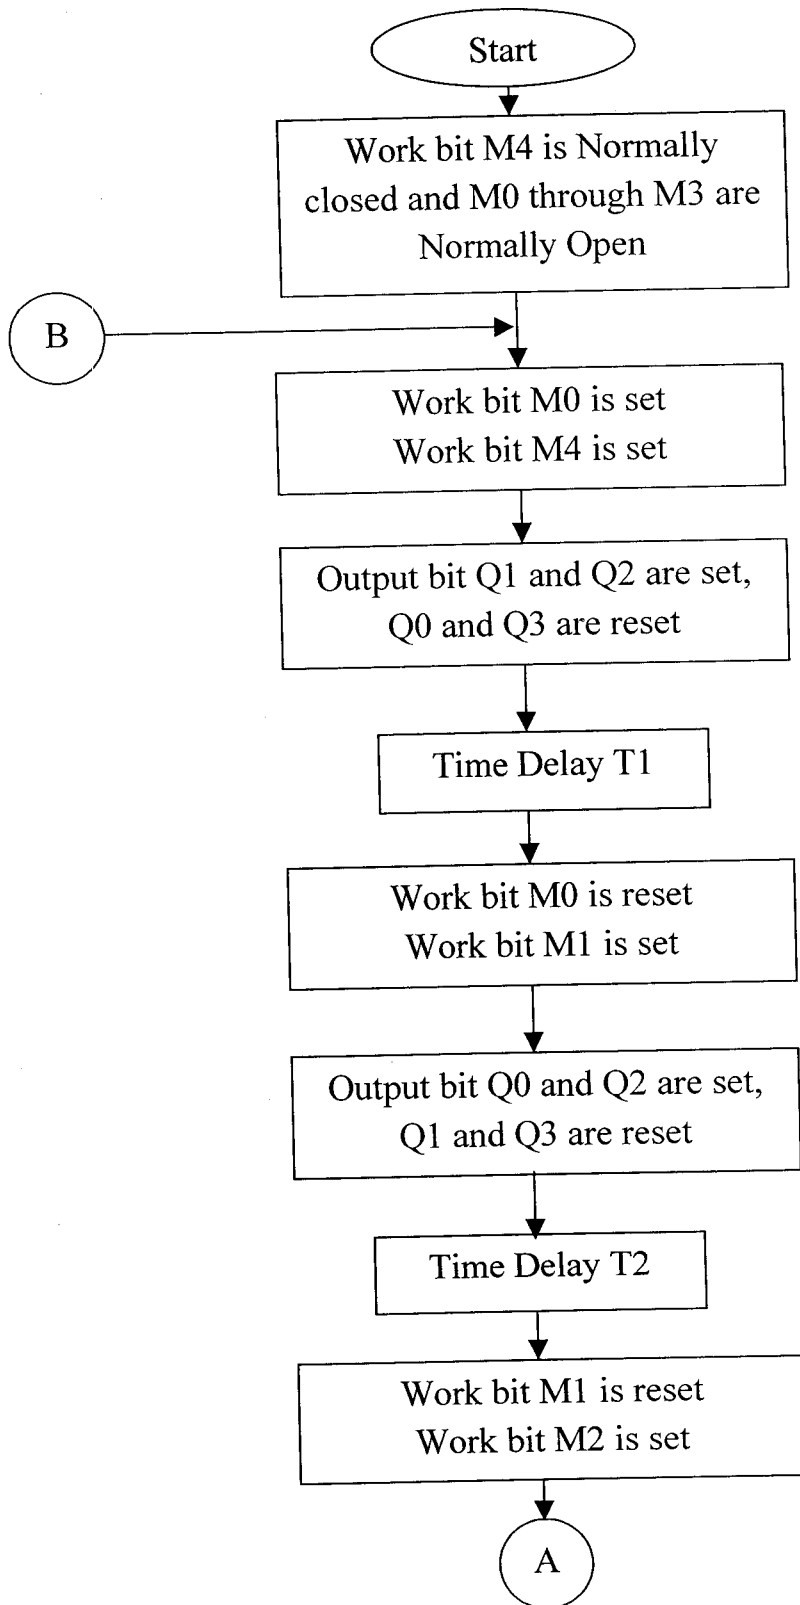 Start
Work bit M4 is Normally
closed and M0 through M3 are
Normally Open
B
Work bit M0 is set
Work bit M4 is set
Output bit Q1 and Q2 are set,
Q0 and Q3 are reset
Time Delay T1
Work bit M0 is reset
Work bit M1 is set
Output bit Q0 and Q2 are set,
Q1 and Q3 are reset
Time Delay T2
Work bit M1 is reset
Work bit M2 is set
A